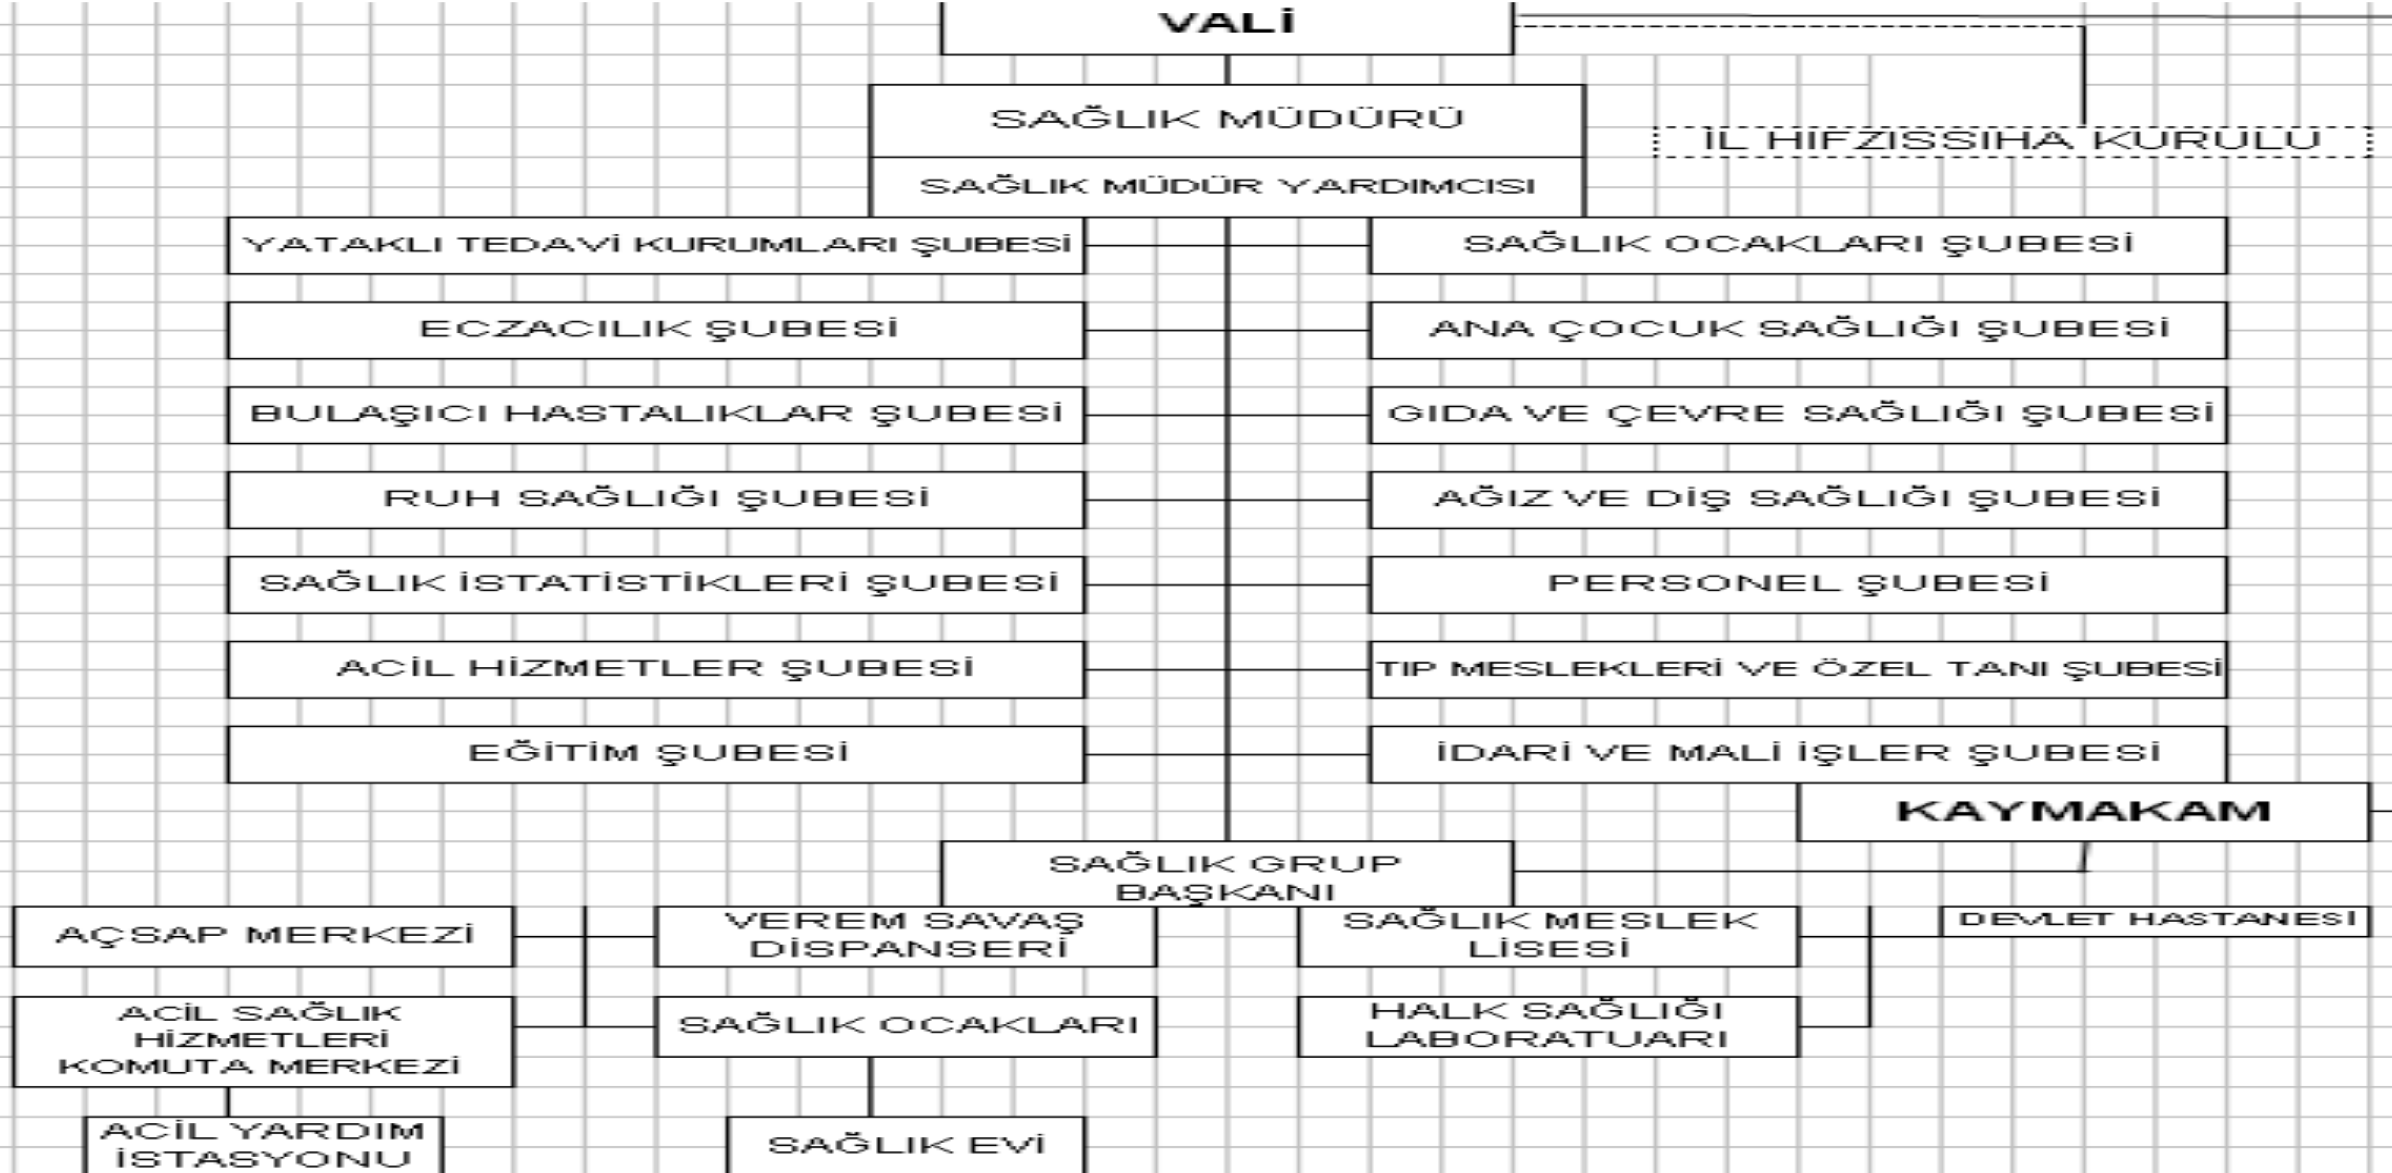 VALİ
SAĞLIK MÜDÜRÜ
İL HIFZISSIHA KURULU
SAĞLIK MÜDÜR YARDIMCISI
YATAKLI TEDAVİ KURUMLARI ŞUBESİ
SAĞLIK OCAKLARI ŞUBESİ
ECZACILIK ŞUBESİ
ANA ÇOCUK SAĞLIĞI ŞUBESİ
BULAŞICI HASTALIKLAR ŞUBESİ
GIDA VE ÇEVRE SAĞLIĞI ŞUBESİ
RUH SAĞLIĞI ŞUBESİ
AĞIZ VE DİŞ SAĞLIĞI ŞUBESİ
SAĞLIK İSTATİSTİKLERİ ŞUBESİ
PERSONEL ŞUBESİ
ACİL HİZMETLER ŞUBESİ
TIP MESLEKLERİ VE ÖZEL TANI ŞUBESİ
EĞİTİM ŞUBESİ
İDARİ VE MALİ İŞLER ŞUBESİ
KAYMAKAM
SAĞLIK GRUP
BAŞKANI
AÇSAP MERKEZİ
VEREM SAVAŞ
DİSPANSERİ
SAĞLIK MESLEK
LİSESİ
DEVLET HASTANESİ
ACİL SAĞLIK
HİZMETLERİ
KOMUTA MERKEZİ
SAĞLIK OCAKLARI
HALK SAĞLIĞI
LABORATUARI
ACİL YARDIM
İSTASYONU
SAĞLIK EVİ